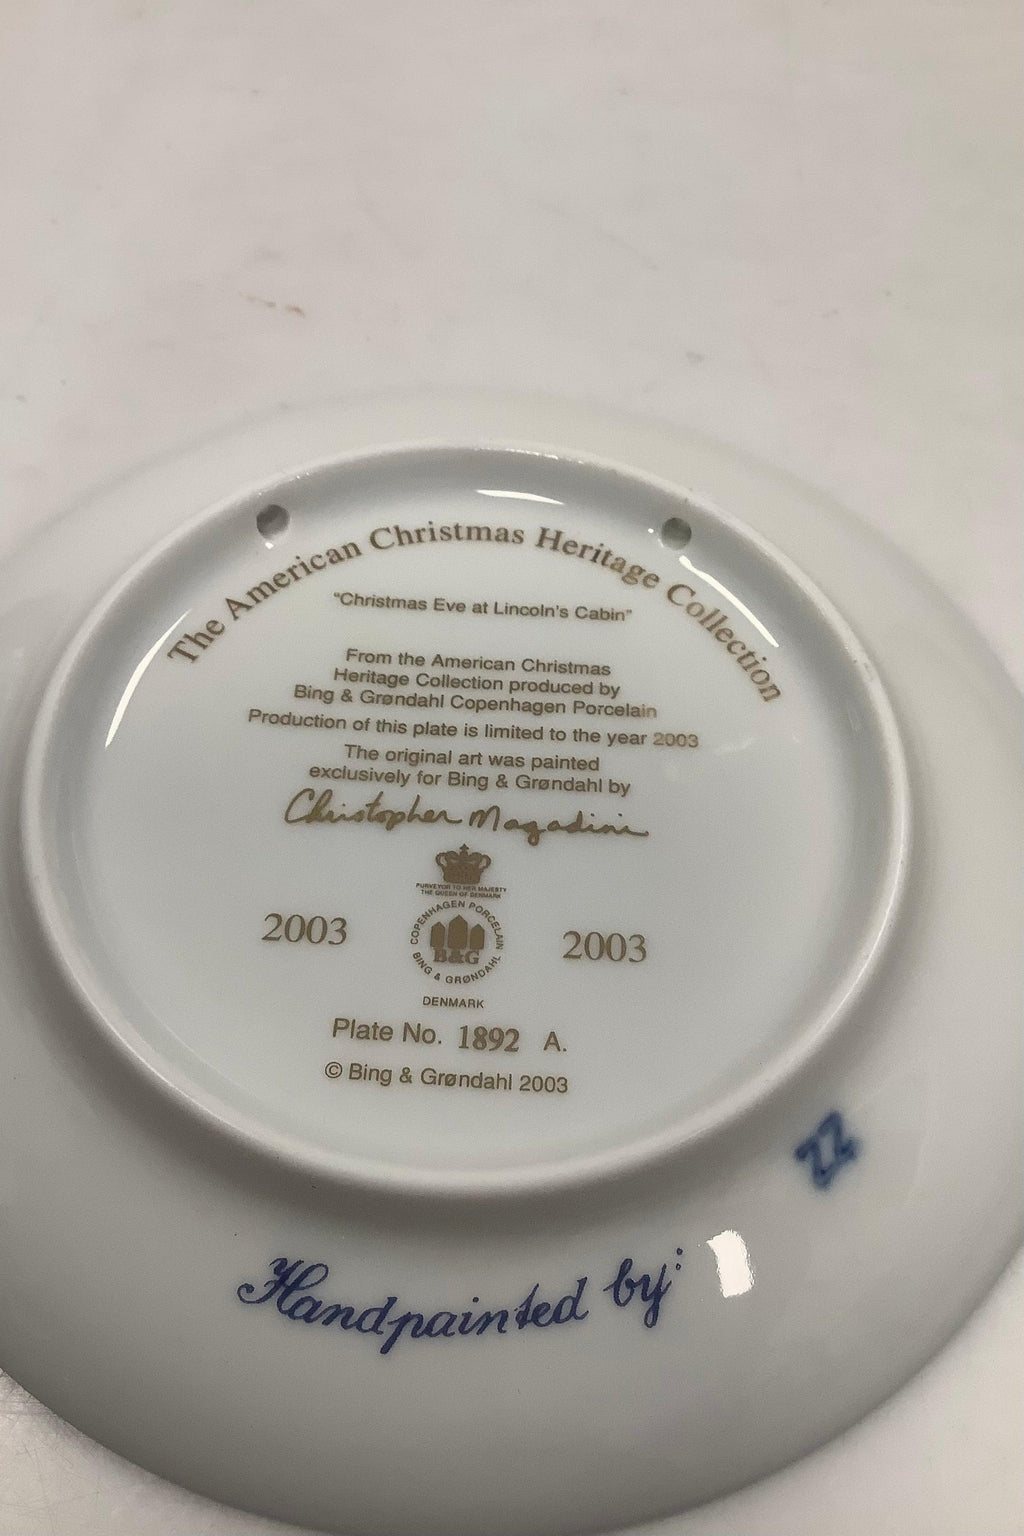 The American Christmas Heritage Collection
"Christmas Eve at Lincoln's Cabin"
From the American Christmas
Heritage Collection produced by
Bing & Grøndahl Copenhagen Porcelain
Production of this plate is limited to the year 2003
The original art was painted
exclusively for Bing & Grøndahl by
Christopher Magadini
PURVEYOR TO HER MAJESTY
THE QUEEN OF DENMARK
COPENHAGEN PORCELAIN
2003
B&G
2003
BING & GRØNDAHL
DENMARK
Plate No. 1892 A.
© Bing & Grøndahl 2003
ZZ
Handpainted by: